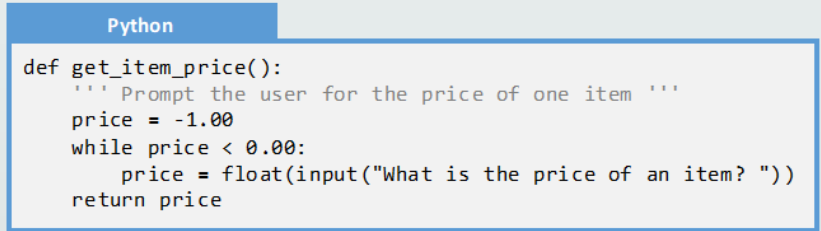 Python
def get_item_price():
    ''' Prompt the user for the price of one item '''
    price = -1.00
    while price < 0.00:
        price = float(input("What is the price of an item? "))
    return price